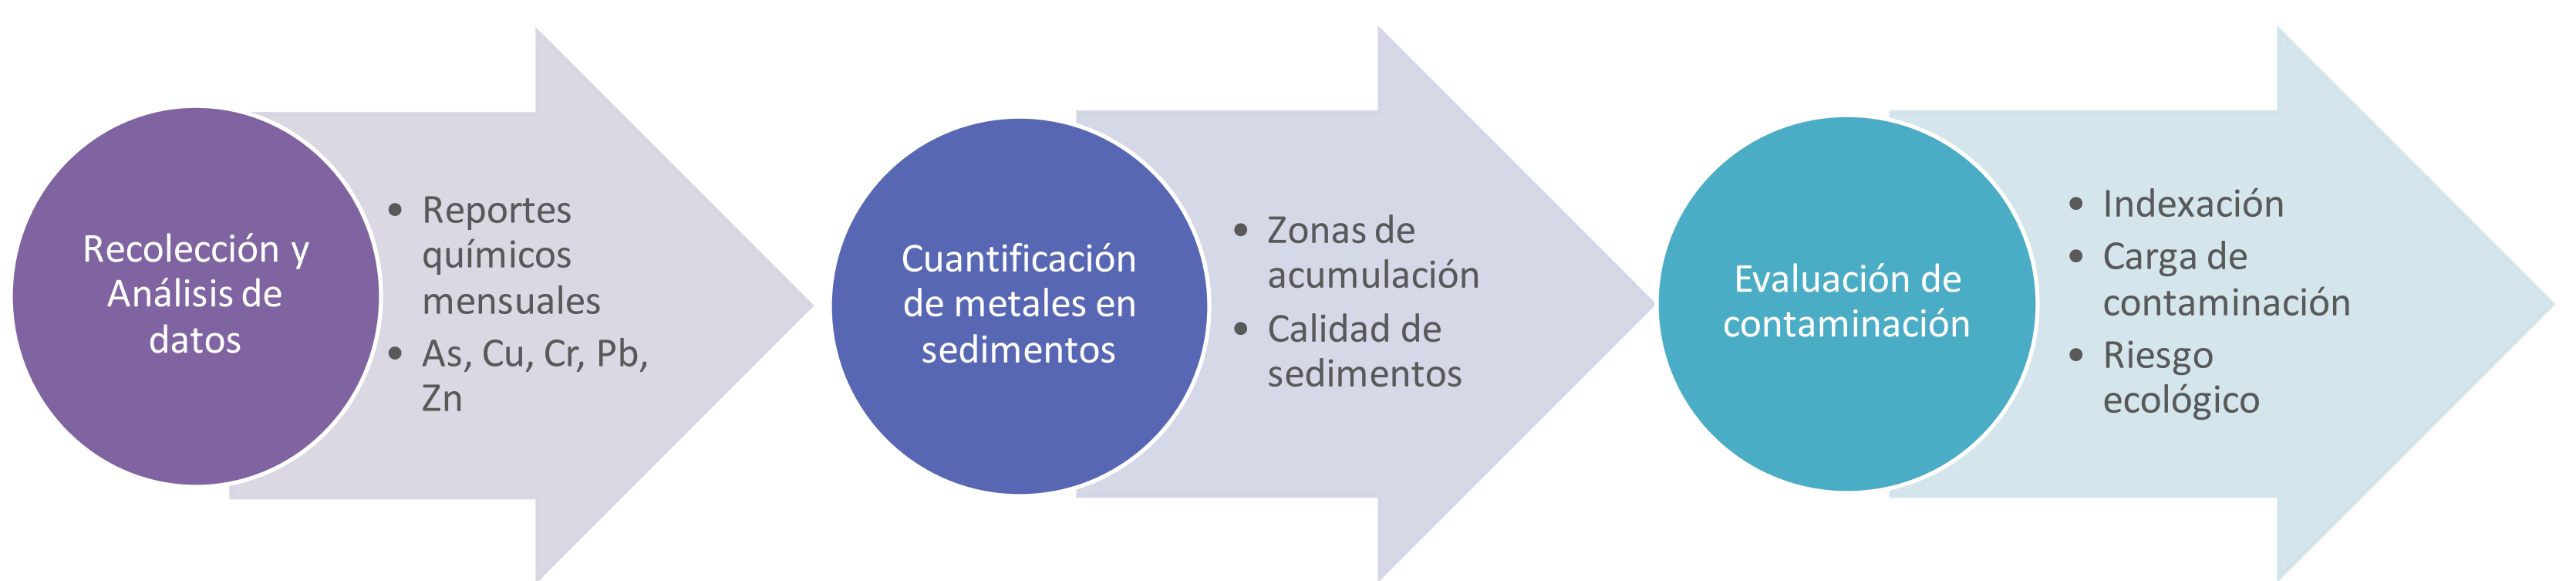 Recolección y
Análisis de
datos
• Reportes
químicos
mensuales
• As, Cu, Cr, Pb,
Zn
Cuantificación
de metales en
sedimentos
• Zonas de
acumulación
• Calidad de
sedimentos
Evaluación de
contaminación
• Indexación
• Carga de
contaminación
• Riesgo
ecológico